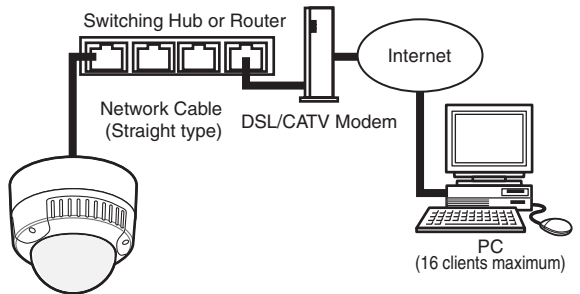 Switching Hub or Router
Internet
Network Cable
(Straight type)
DSL/CATV Modem
PC
(16 clients maximum)